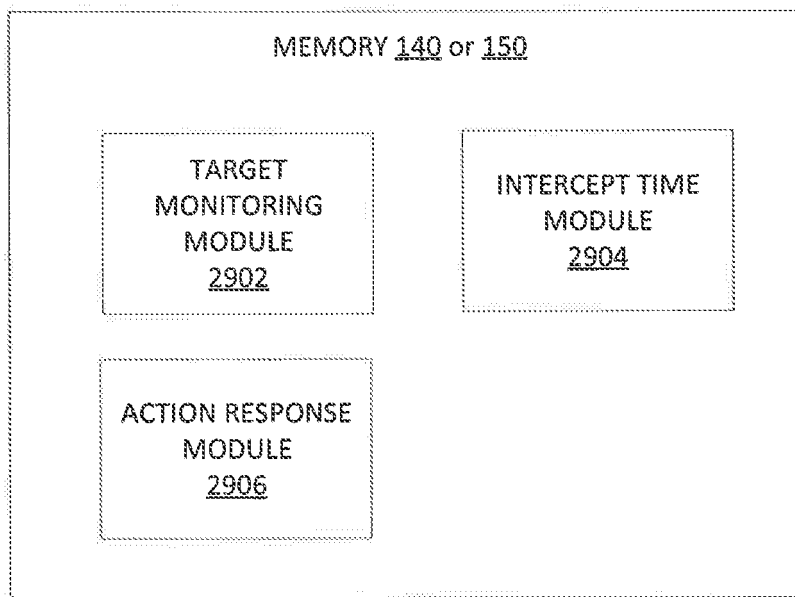 MEMORY 140 or 150
TARGET
MONITORING
MODULE
2902
INTERCEPT TIME
MODULE
2904
ACTION RESPONSE
MODULE
2906